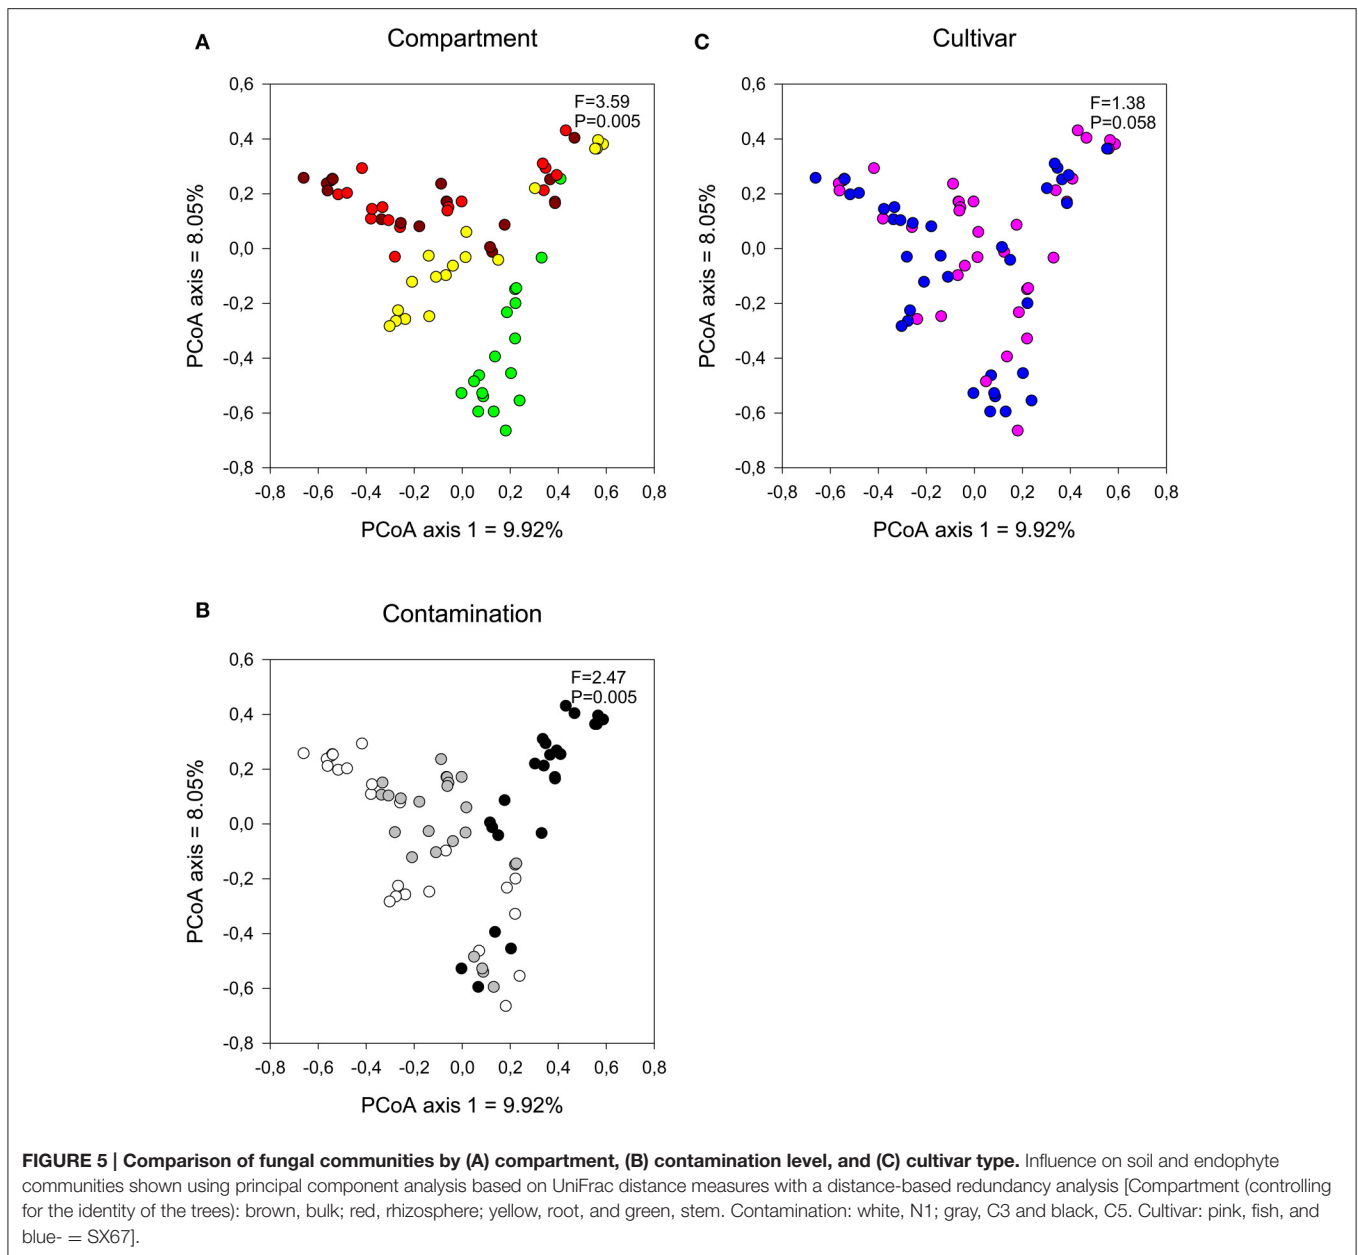 A
Compartment
0,6
0,4
0,2
0,0
-0,2
-0,4
-0,6
-0,8
F=3.59
P=0.005
PCoA axis = 8.05%
-0,8 -0,6 -0,4 -0,2 0,0 0,2 0,4 0,6 0,8
PCoA axis 1 = 9.92%
C
Cultivar
0,6
0,4
0,2
0,0
-0,2
-0,4
-0,6
-0,8
F=1.38
P=0.058
PCoA axis = 8.05%
-0,8 -0,6 -0,4 -0,2 0,0 0,2 0,4 0,6 0,8
PCoA axis 1 = 9.92%
B
Contamination
0,6
0,4
0,2
0,0
-0,2
-0,4
-0,6
-0,8
F=2.47
P=0.005
PCoA axis = 8.05%
-0,8 -0,6 -0,4 -0,2 0,0 0,2 0,4 0,6 0,8
PCoA axis 1 = 9.92%
FIGURE 5 | Comparison of fungal communities by (A) compartment, (B) contamination level, and (C) cultivar type. Influence on soil and endophyte
communities shown using principal component analysis based on UniFrac distance measures with a distance-based redundancy analysis [Compartment (controlling
for the identity of the trees): brown, bulk; red, rhizosphere; yellow, root, and green, stem. Contamination: white, N1; gray, C3 and black, C5. Cultivar: pink, fish, and
blue- = SX67].